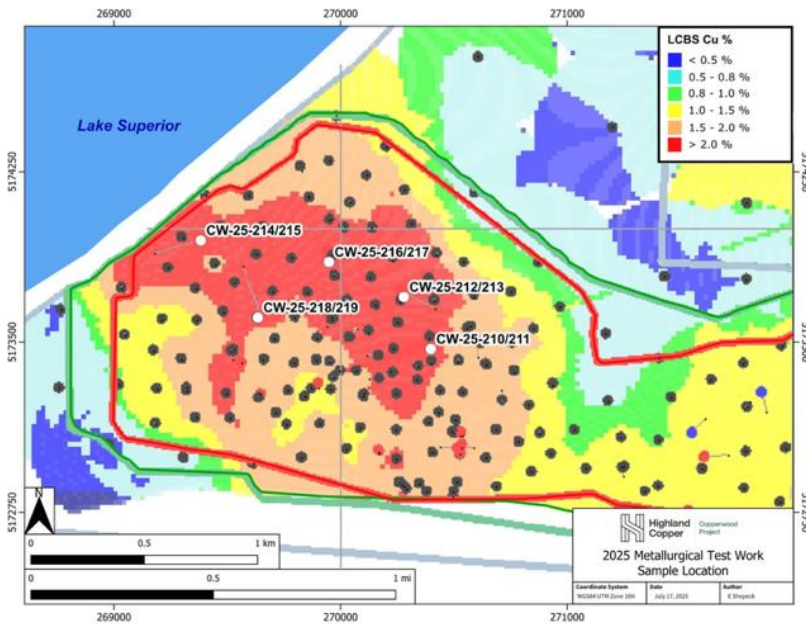 269000 270000 271000
LCBS Cu %
< 0.5 %
0.5 - 0.8 %
0.8 - 1.0 %
1.0 - 1.5 %
1.5 - 2.0 %
> 2.0 %
Lake Superior
5174250
CW-25-214/215
CW-25-216/217
CW-25-212/213
CW-25-218/219
CW-25-210/211
5173500
5172750
N
0 0.5 1 km
0 0.5 1 mi
Highland
Copper
Copperwood
Project
2025 Metallurgical Test Work
Sample Location
Coordinate System Date Author
July 17, 2025
269000 270000 271000